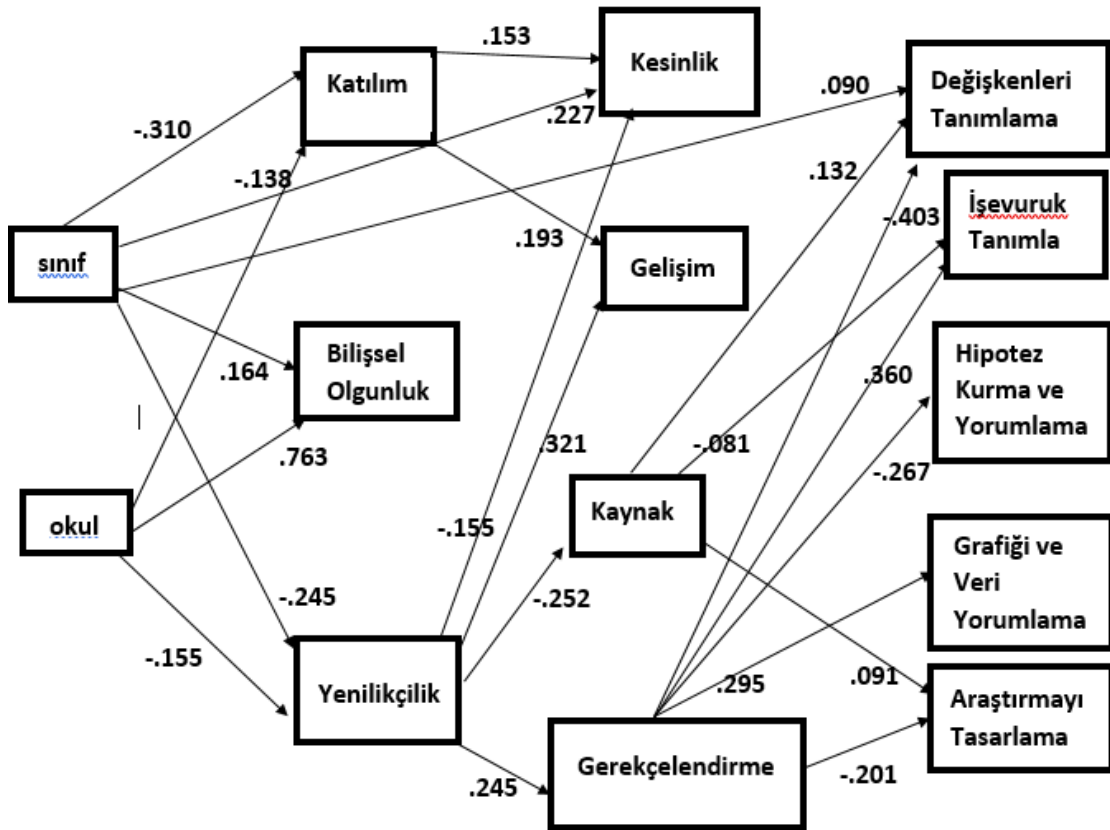 .153
Kesinlik
Katılım
.090
Değişkenleri
Tanımlama
-.310
.227
-.138
.132
-.403
İşevuruk
Tanımla
sınıf
.193
Gelişim
Bilişsel
Olgunluk
.164
.360
Hipotez
Kurma ve
Yorumlama
.763
.321
-.081
-.267
okul
Kaynak
-.155
Grafiği ve
Veri
Yorumlama
-.245
-.252
-.155
Yenilikçilik
.295
.091
Araştırmayı
Tasarlama
Gerekçelendirme
.245
-.201